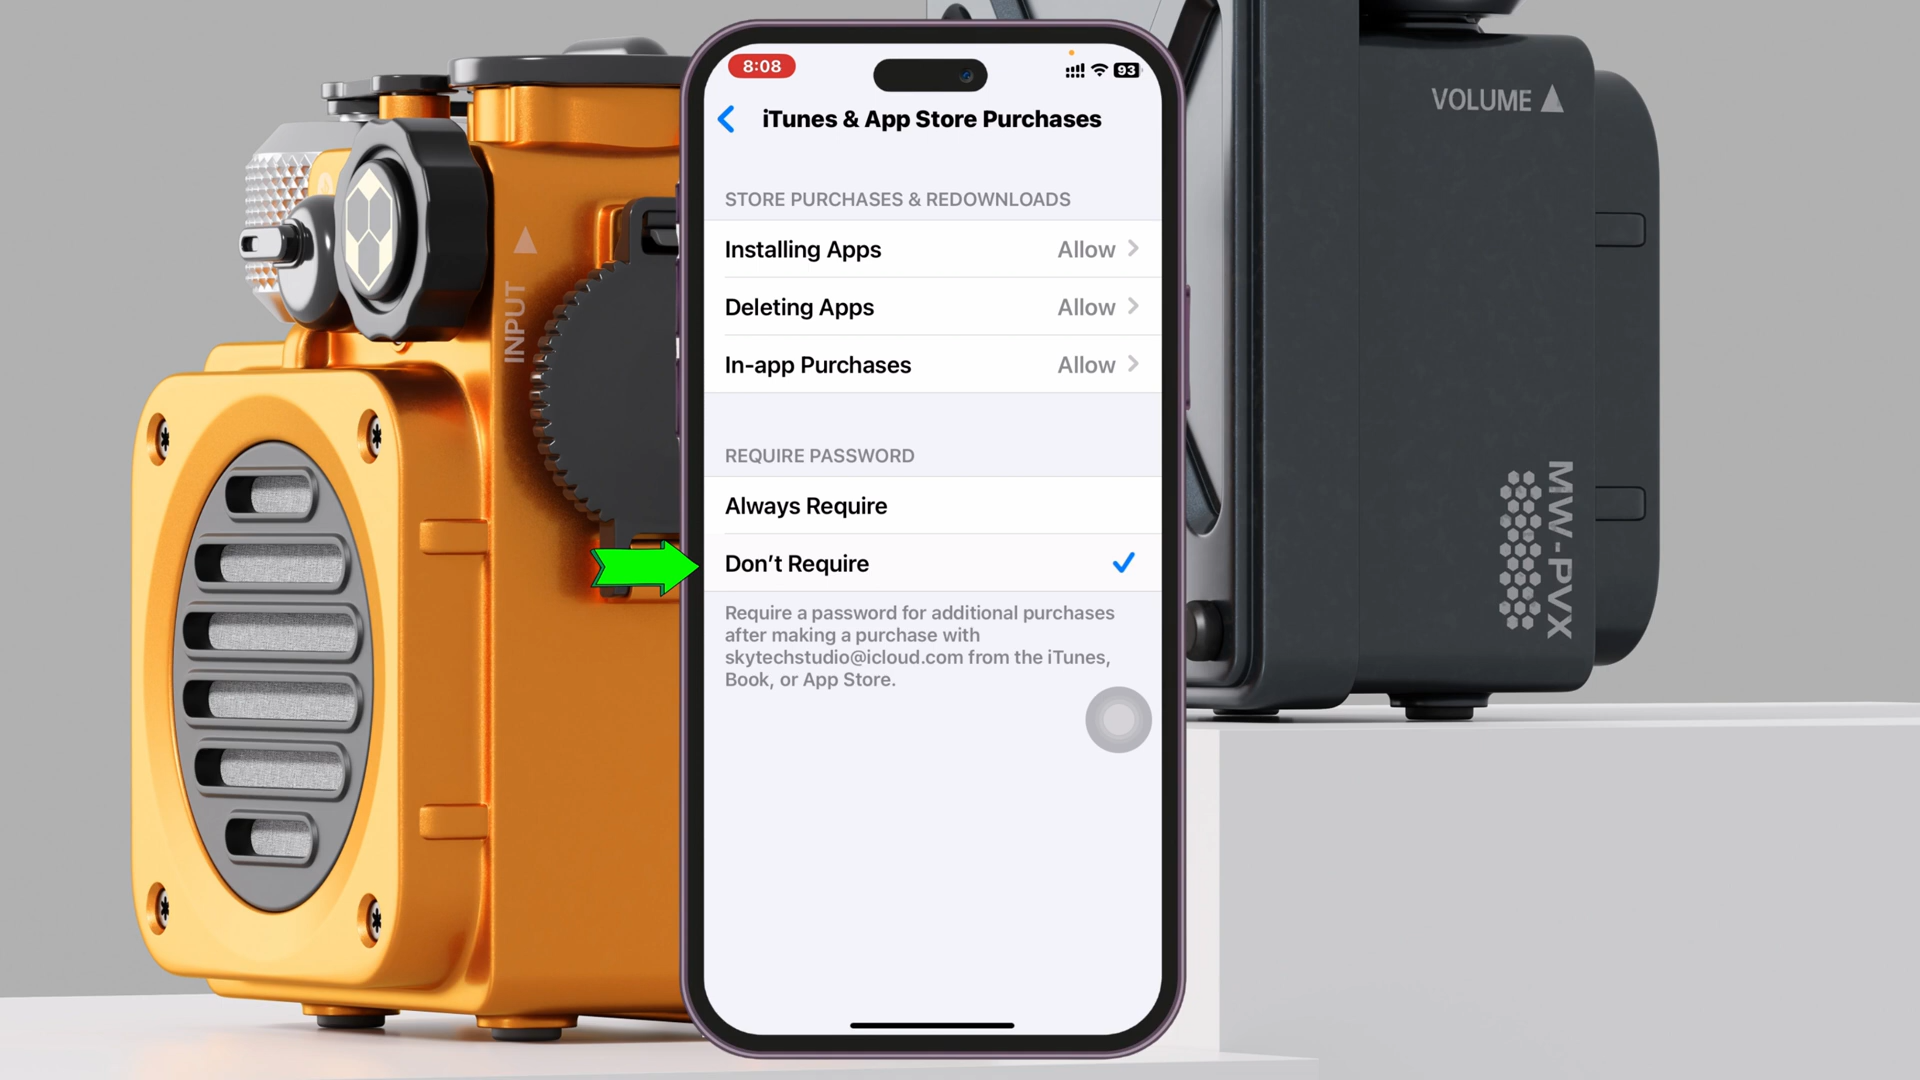 8:08
93
iTunes & App Store Purchases
STORE PURCHASES & REDOWNLOADS
Installing Apps Allow
Deleting Apps Allow
In-app Purchases Allow
REQUIRE PASSWORD
Always Require
Don’t Require
Require a password for additional purchases
after making a purchase with
skytechstudio@icloud.com from the iTunes,
Book, or App Store.
INPUT
VOLUME
MW-PVX